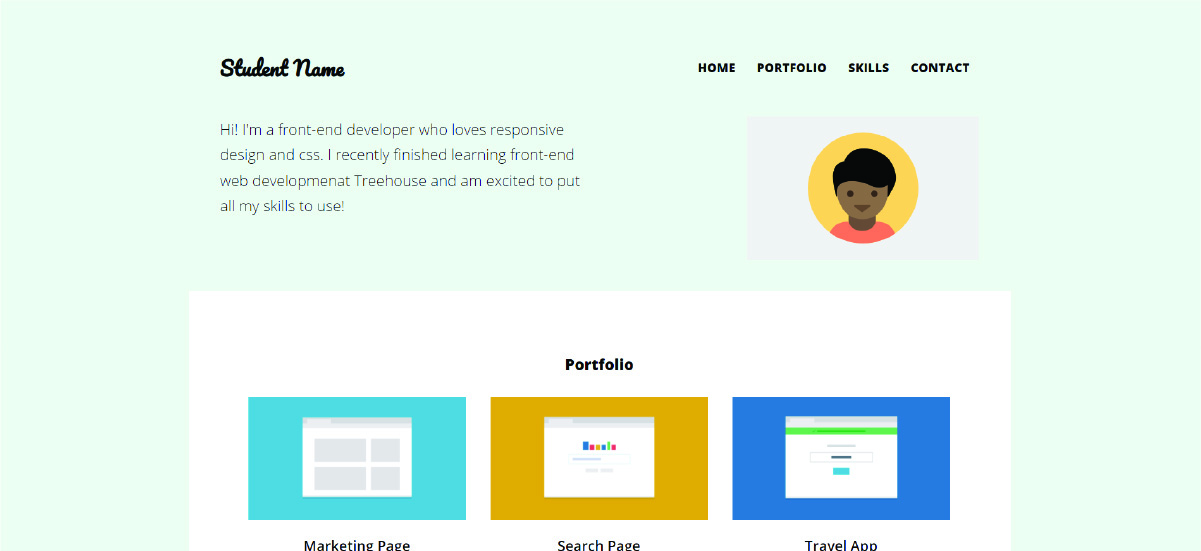 Student Name
HOME PORTFOLIO SKILLS CONTACT
Hi! I'm a front-end developer who loves responsive
design and css. I recently finished learning front-end
web developmenat Treehouse and am excited to put
all my skills to use!
Portfolio
Marketing Page Search Page Travel App